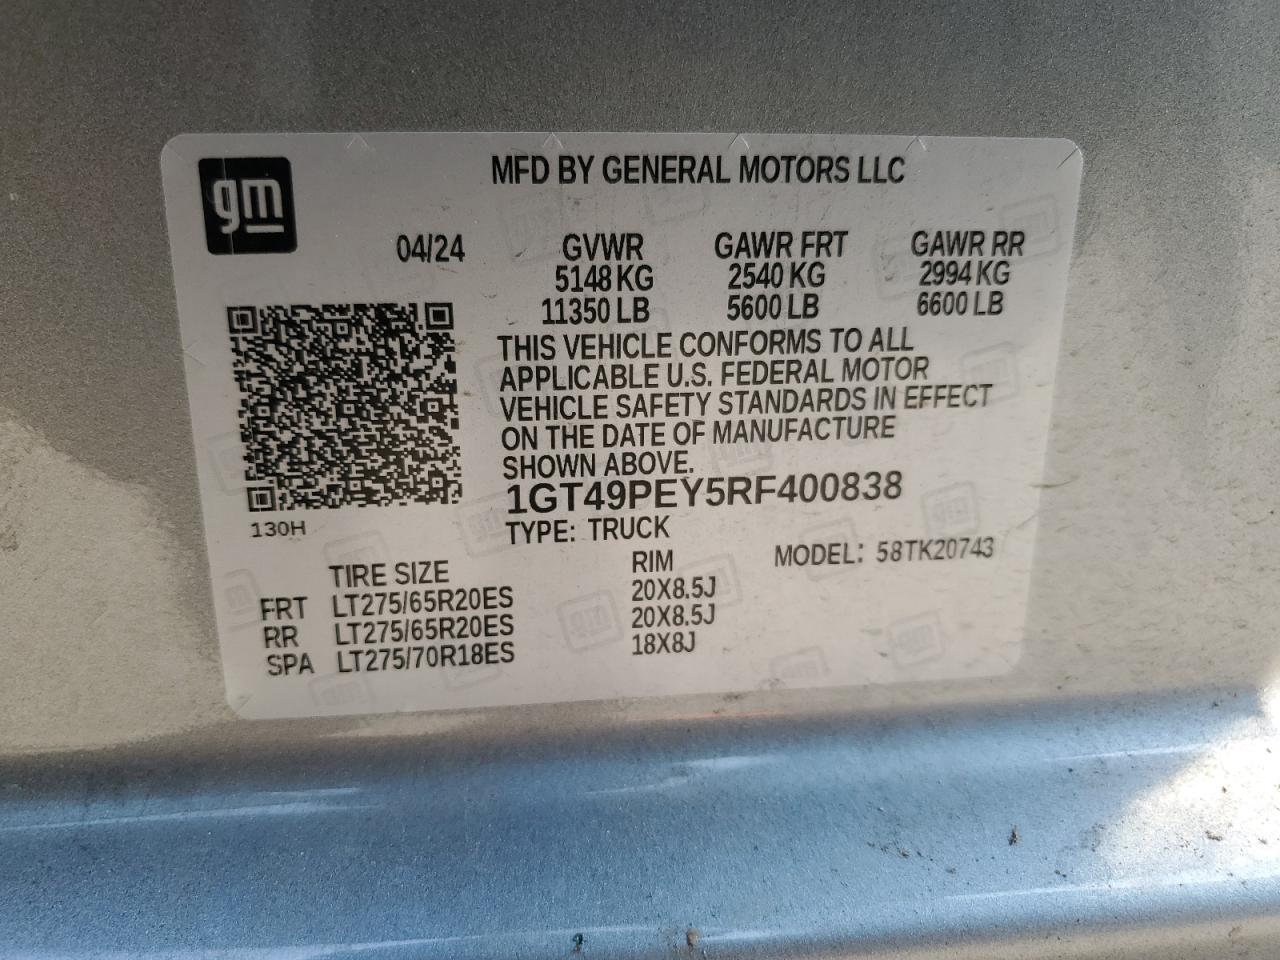 gm
MFD BY GENERAL MOTORS LLC
04/24 GVWR GAWR FRT GAWR RR
5148 KG 2540 KG 2994 KG
11350 LB 5600 LB 6600 LB
THIS VEHICLE CONFORMS TO ALL
APPLICABLE U.S. FEDERAL MOTOR
VEHICLE SAFETY STANDARDS IN EFFECT
ON THE DATE OF MANUFACTURE
SHOWN ABOVE.
1GT49PEY5RF400838
130H
TYPE: TRUCK
MODEL: 58TK20743
TIRE SIZE RIM
FRT LT275/65R20ES 20X8.5J
RR LT275/65R20ES 20X8.5J
SPA LT275/70R18ES 18X8J